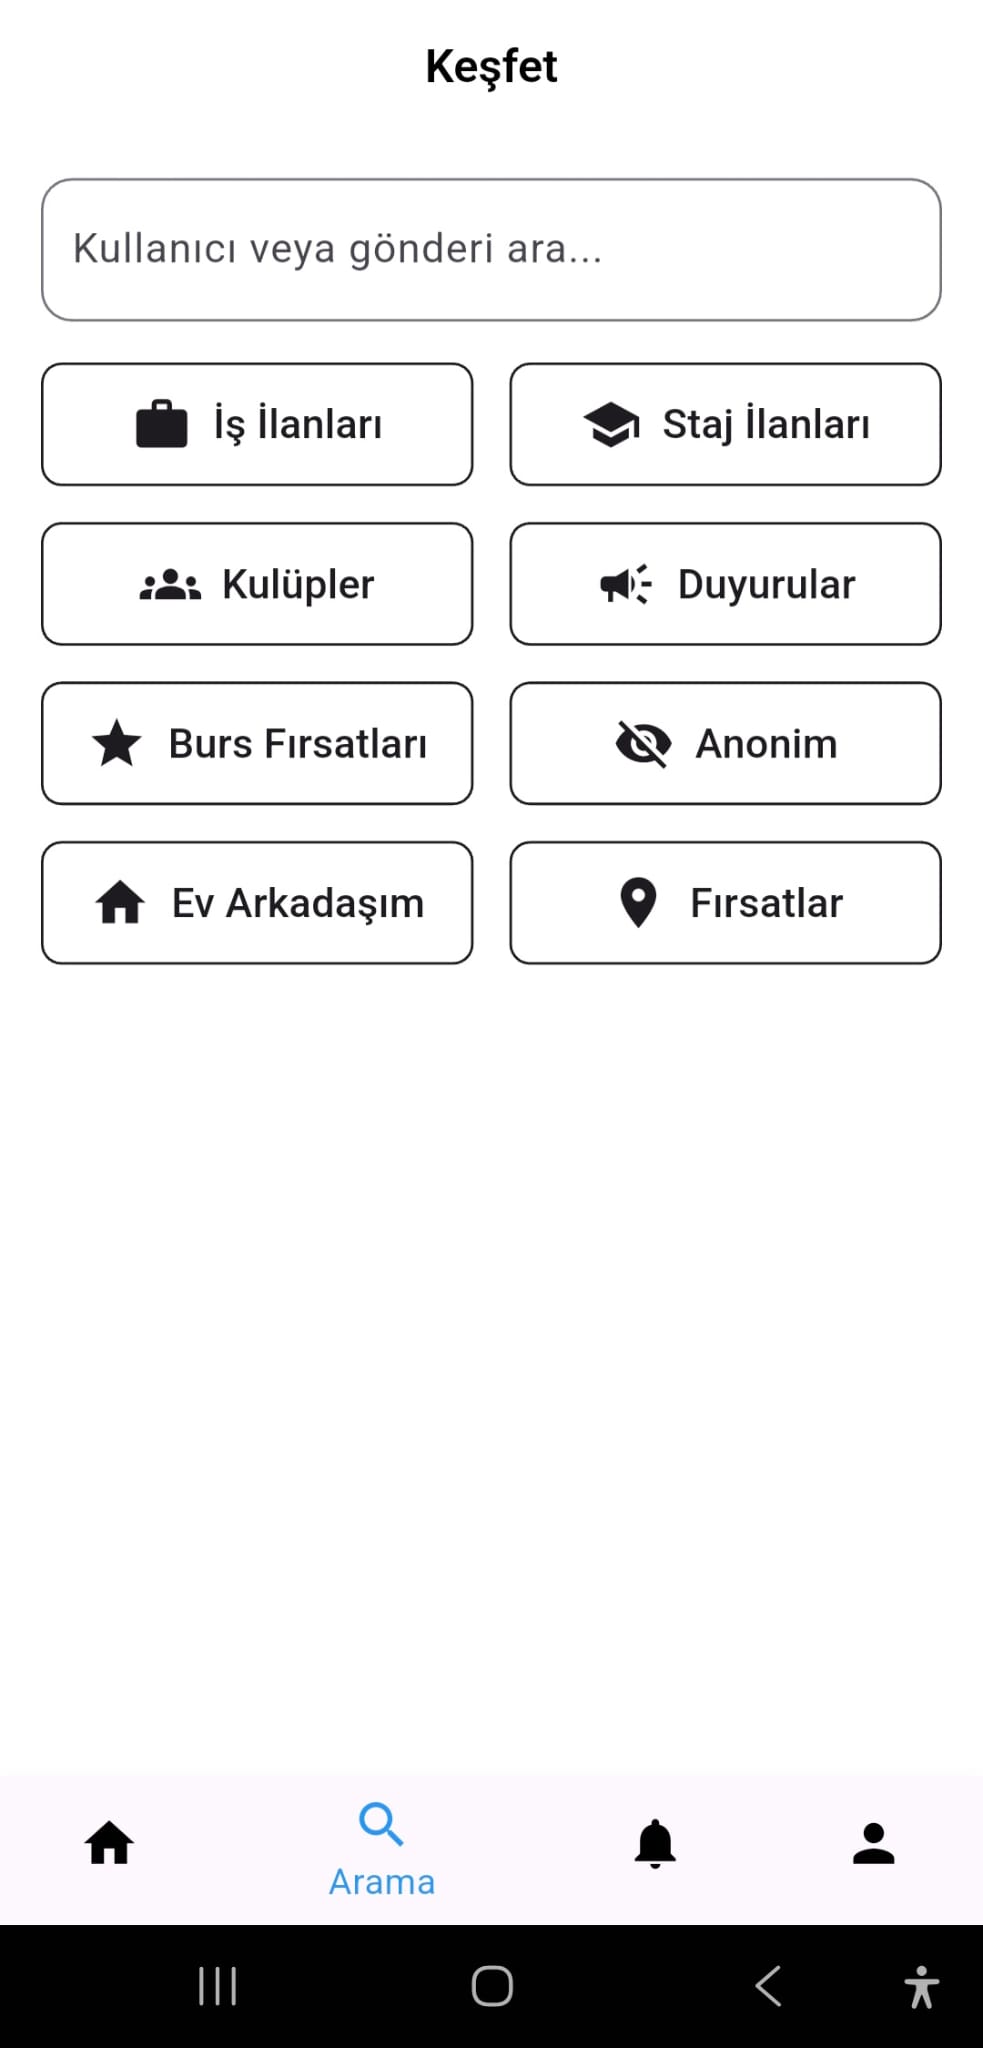 Keşfet
Kullanıcı veya gönderi ara...
İş İlanları
Staj İlanları
Kulüpler
Duyurular
Burs Fırsatları
Anonim
Ev Arkadaşım
Fırsatlar
Arama